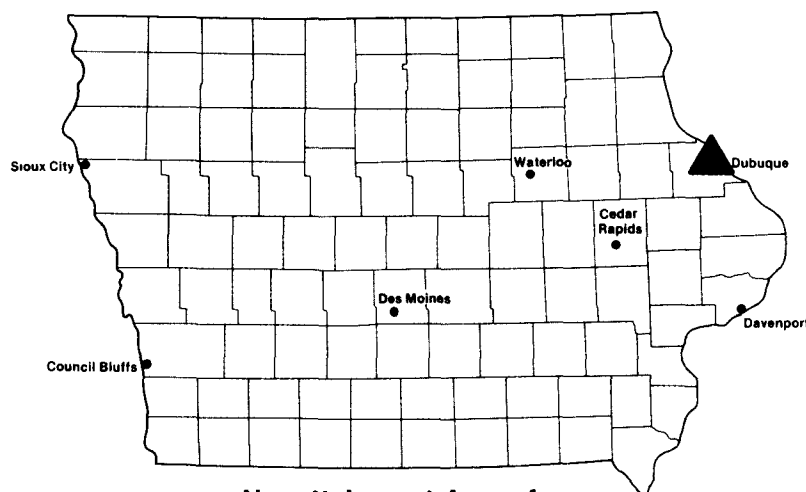 Waterloo
Sioux City
Dubuque
Cedar
Rapids
Des Moines
Davenport
Council Bluffs